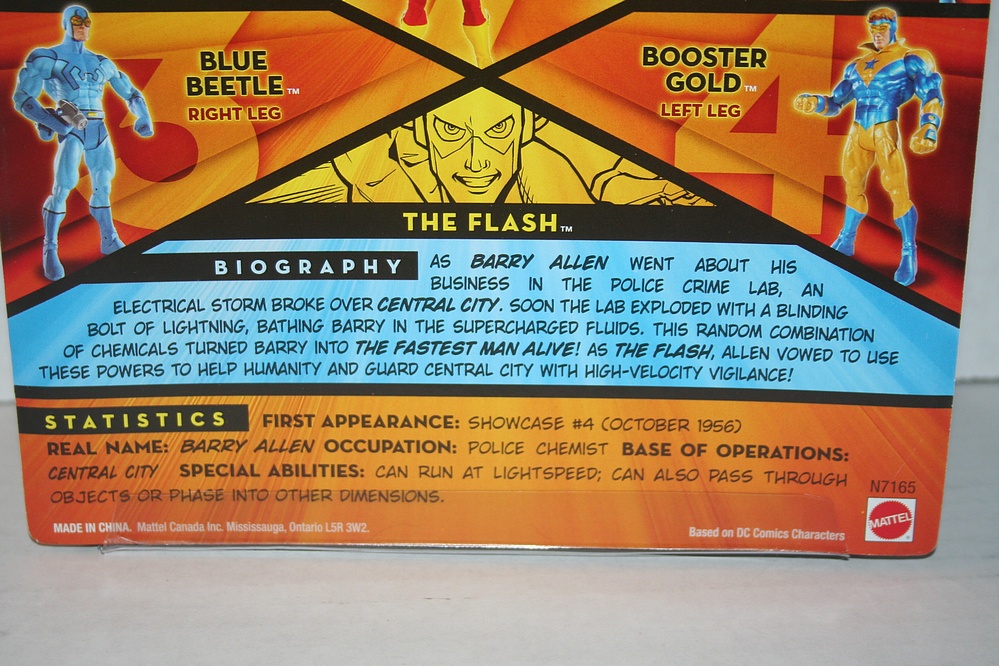 BLUE
BEETLE™
RIGHT LEG
3
BOOSTER
GOLD™
LEFT LEG
4
THE FLASH™
BIOGRAPHY
AS BARRY ALLEN WENT ABOUT HIS
BUSINESS IN THE POLICE CRIME LAB, AN
ELECTRICAL STORM BROKE OVER CENTRAL CITY. SOON THE LAB EXPLODED WITH A BLINDING
BOLT OF LIGHTNING, BATHING BARRY IN THE SUPERCHARGED FLUIDS. THIS RANDOM COMBINATION
OF CHEMICALS TURNED BARRY INTO THE FASTEST MAN ALIVE! AS THE FLASH, ALLEN VOWED TO USE
THESE POWERS TO HELP HUMANITY AND GUARD CENTRAL CITY WITH HIGH-VELOCITY VIGILANCE!
STATISTICS FIRST APPEARANCE: SHOWCASE #4 (OCTOBER 1956)
REAL NAME: BARRY ALLEN OCCUPATION: POLICE CHEMIST BASE OF OPERATIONS:
CENTRAL CITY SPECIAL ABILITIES: CAN RUN AT LIGHTSPEED; CAN ALSO PASS THROUGH
OBJECTS OR PHASE INTO OTHER DIMENSIONS.
N7165
MADE IN CHINA. Mattel Canada Inc. Mississauga, Ontario L5R 3W2.
Based on DC Comics Characters
MATTEL